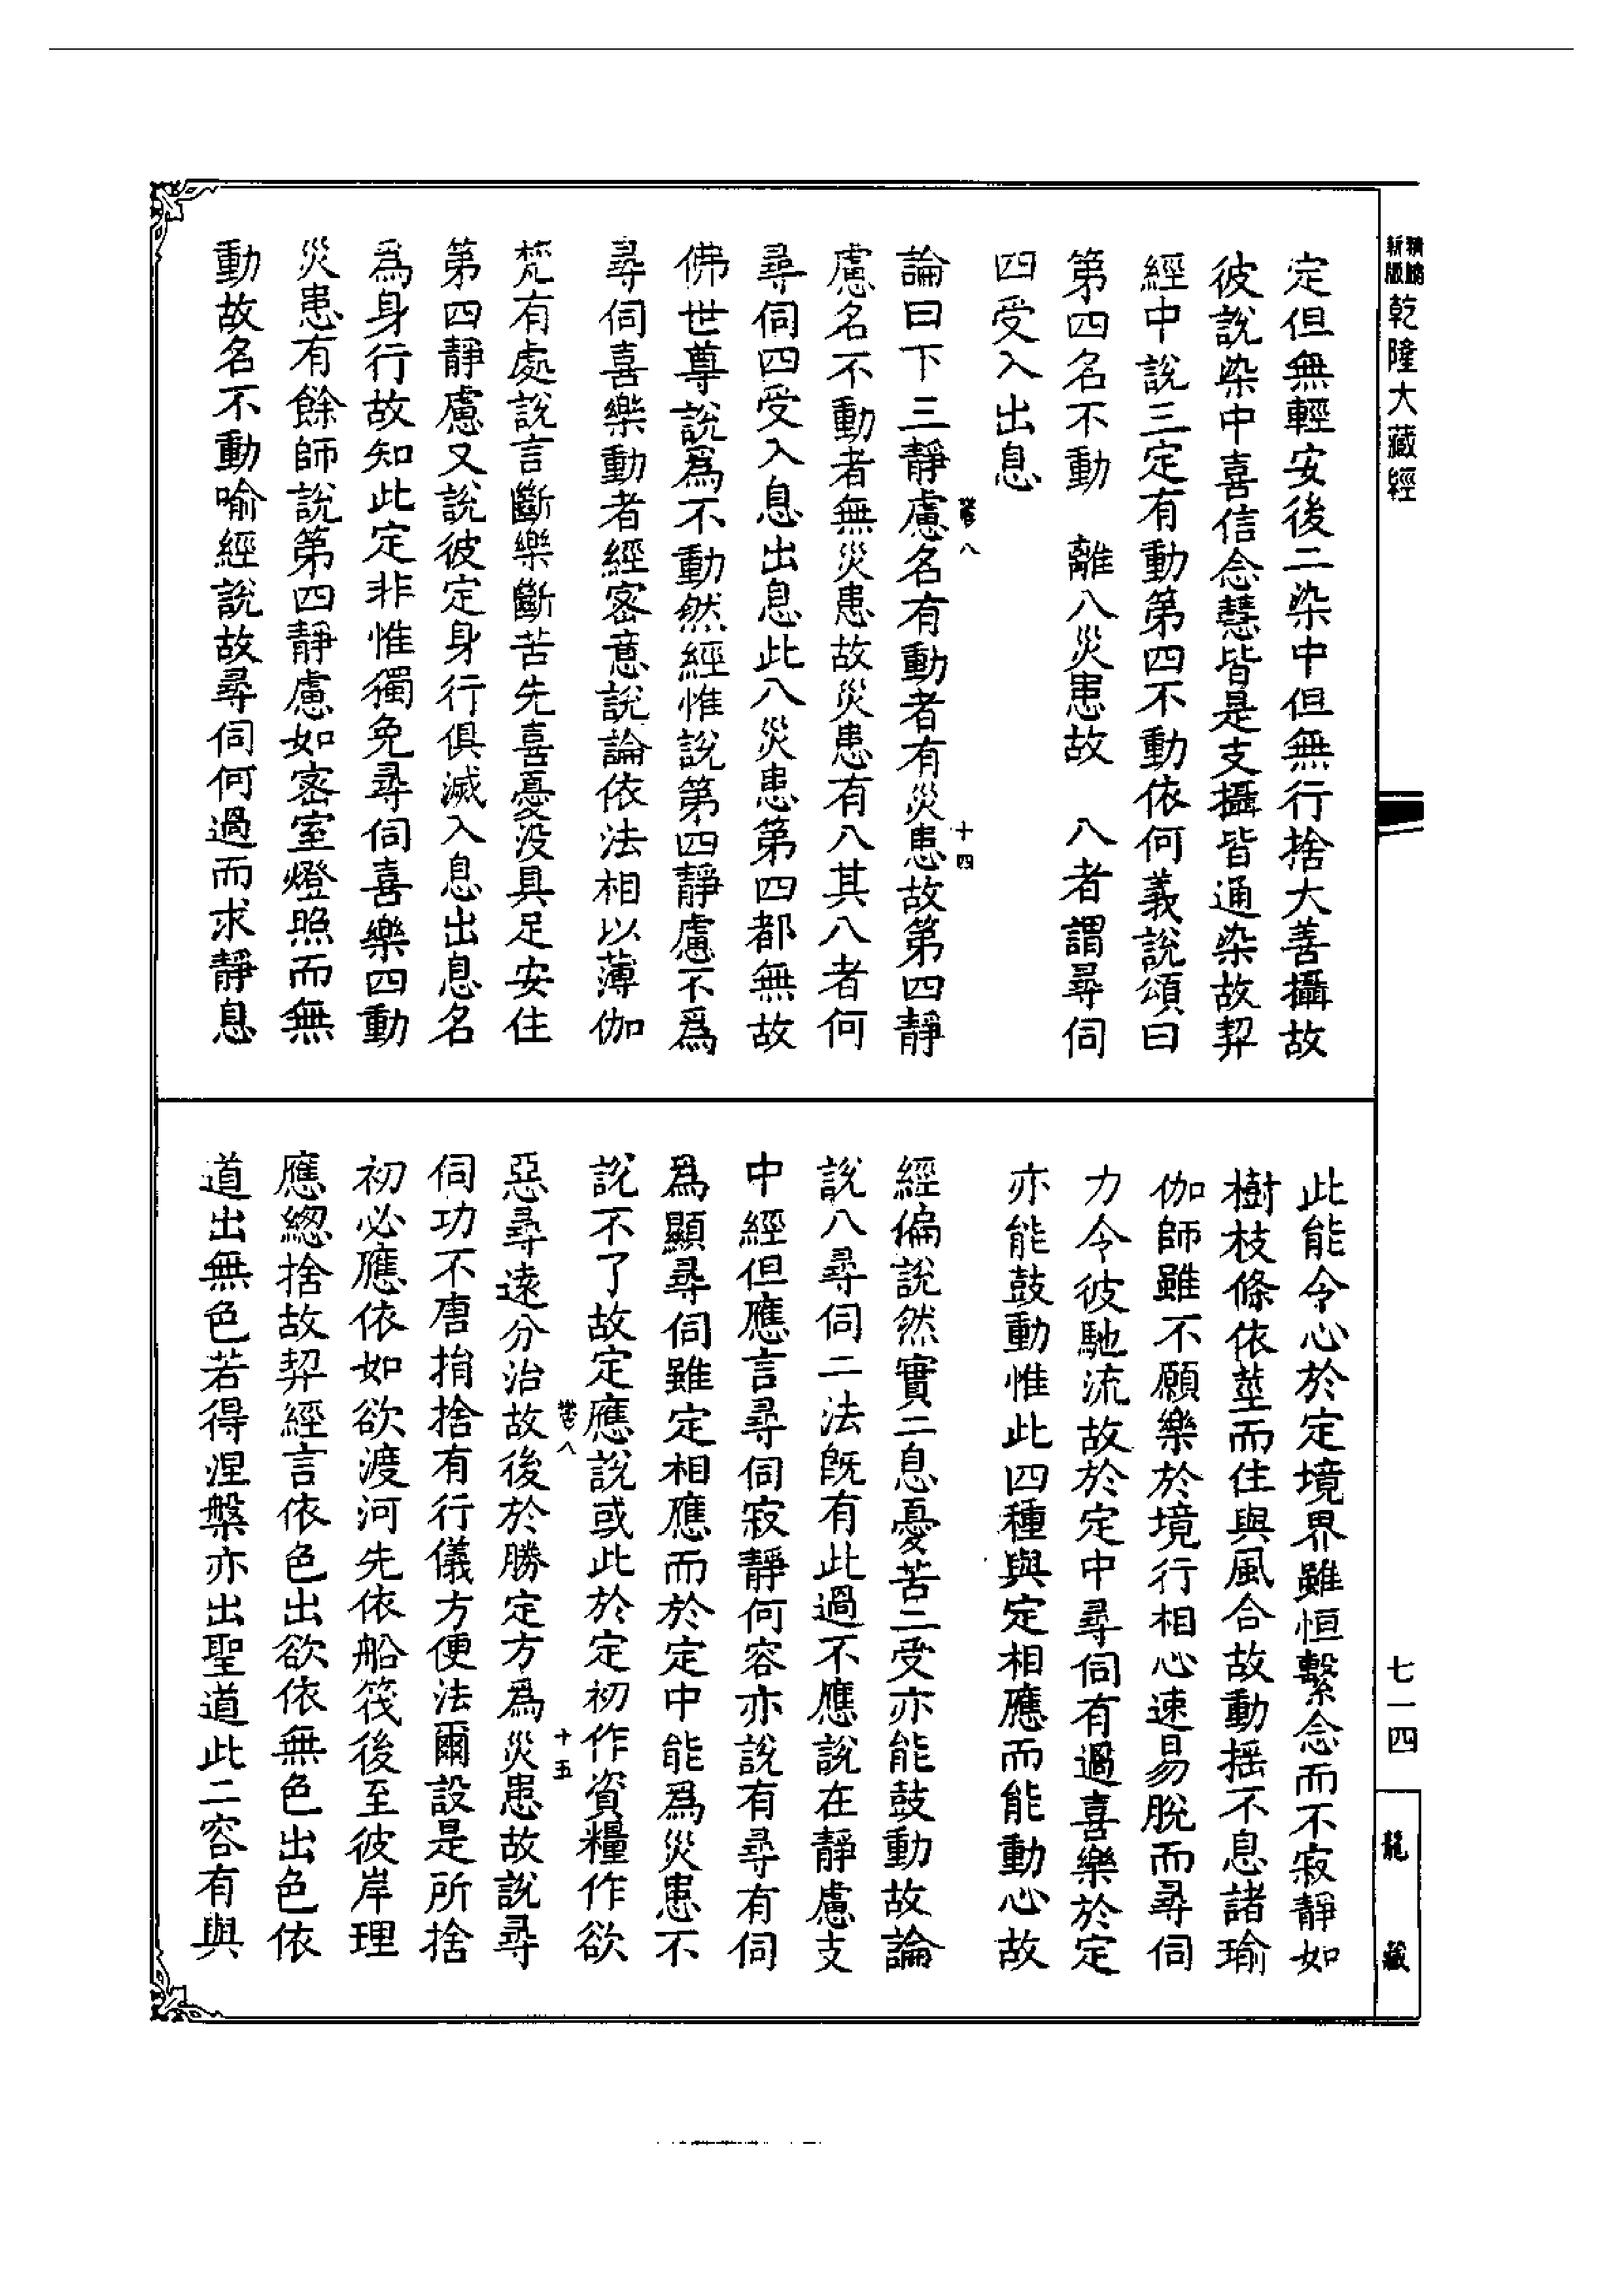 乾隆大藏經
定但無輕安後二染中但無行捨大善攝故
彼說染中喜信念慧皆是支攝皆通染故契
經中說三定有動第四不動依何義說頌曰
第四名不動　離八災患故　八者謂尋伺
四受入出息
論曰下三靜慮名有動者有災患故第四靜
慮名不動者無災患故災患有八其八者何
尋伺四受入息出息此八災患第四都無故
佛世尊說爲不動然經惟說第四靜慮不爲
尋伺喜樂動者經密意說論依法相以薄伽
梵有處說言斷樂斷苦先喜憂没具足安住
第四靜慮又說彼定身行俱滅入息出息名
爲身行故知此定非惟獨免尋伺喜樂四動
災患有餘師說第四靜慮如密室燈照而無
動故名不動喻經說故尋伺何過而求靜息
十四
此能令心於定境界雖恒繫念而不寂靜如
樹枝條依莖而住與風合故動搖不息諸瑜
伽師雖不願樂於境行相心速易脫而尋伺
力令彼馳流故於定中尋伺有過喜樂於定
亦能鼓動惟此四種與定相應而能動心故
經偏說然實二息憂苦二受亦能鼓動故論
說八尋伺二法既有此過不應說在靜慮支
中經但應言尋伺寂靜何容亦說有尋有伺
爲顯尋伺雖定相應而於定中能爲災患不
說不了故定應說或此於定初作資糧作欲
惡尋遠分治故後於勝定方爲災患故說尋
伺功不唐捐捨有行儀方便法爾設是所捨
初必應依如欲渡河先依船筏後至彼岸理
應緫捨故契經言依色出欲依無色出色依
道出無色若得涅槃亦出聖道此二容有與
十五
七一四
龍藏